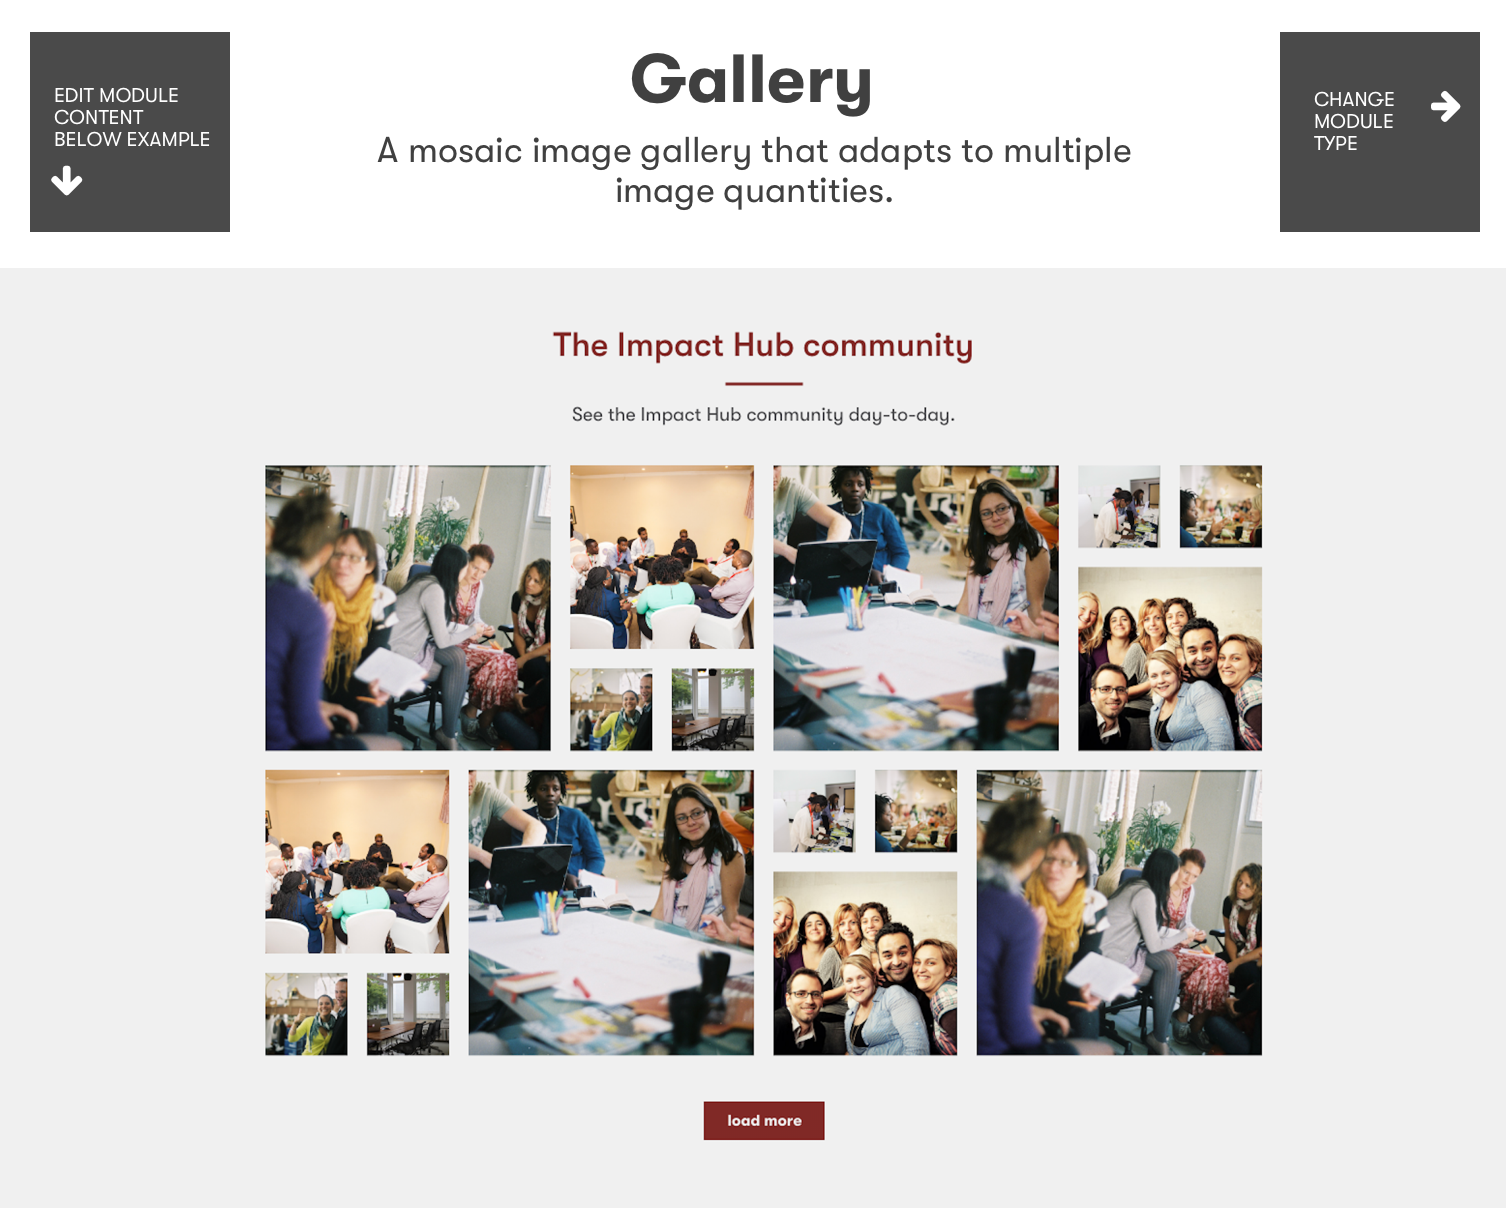 EDIT MODULE
CONTENT
BELOW EXAMPLE
Gallery
A mosaic image gallery that adapts to multiple
image quantities.
CHANGE
MODULE
TYPE
The Impact Hub community
See the Impact Hub community day-to-day.
load more